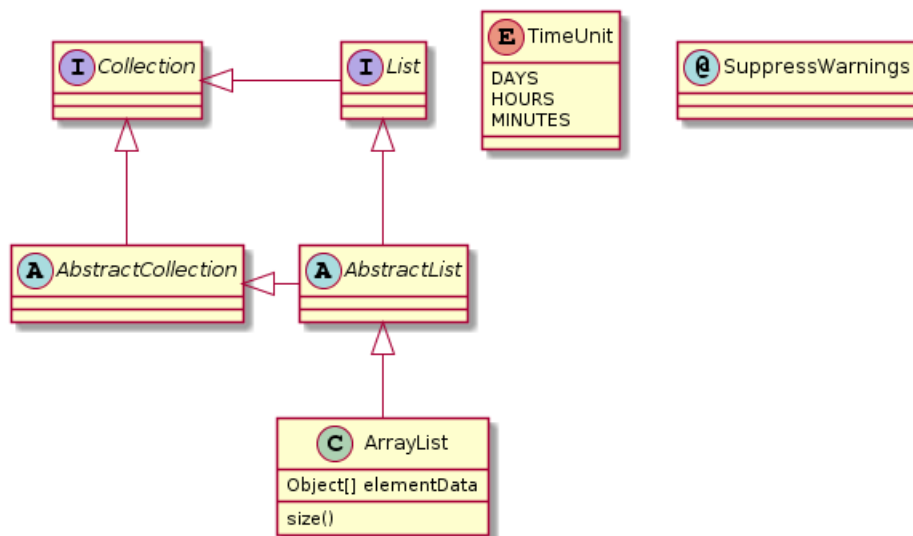 I Collection
I List
E TimeUnit
DAYS
HOURS
MINUTES
@ SuppressWarnings
A AbstractCollection
A AbstractList
C ArrayList
Object[] elementData
size()